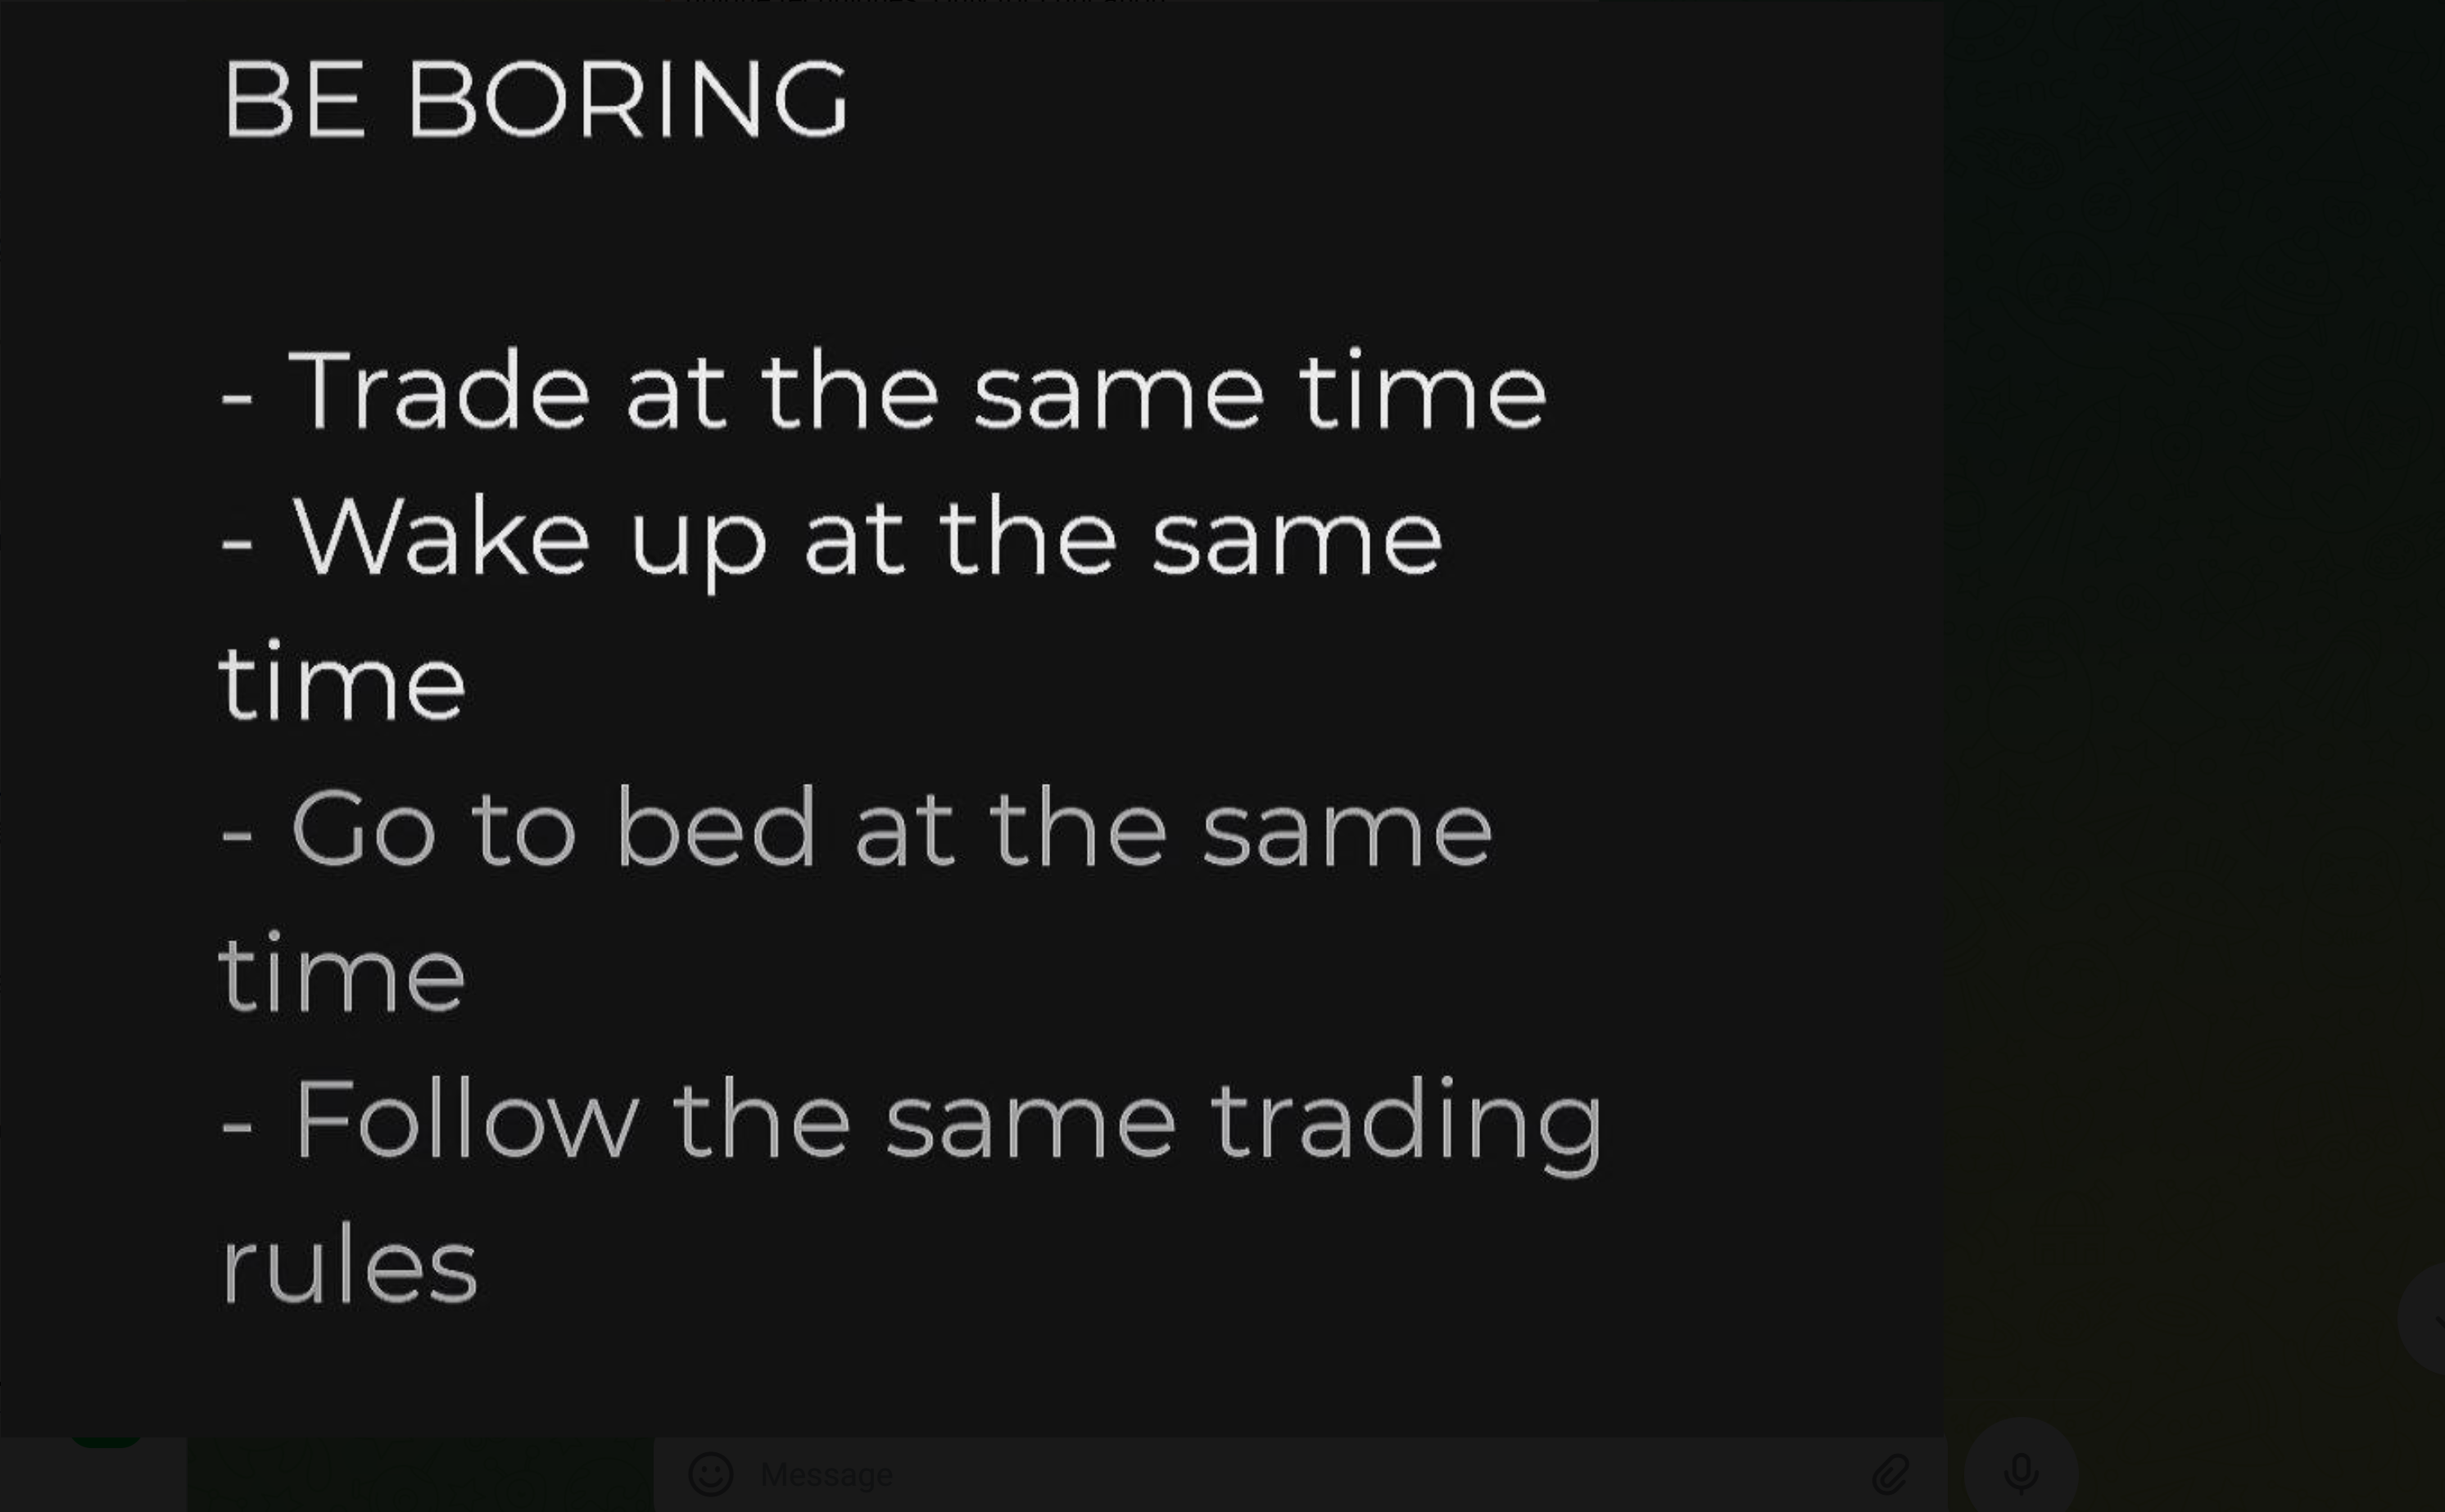 BE BORING
- Trade at the same time
- Wake up at the same
time
- Go to bed at the same
time
- Follow the same trading
rules
Message